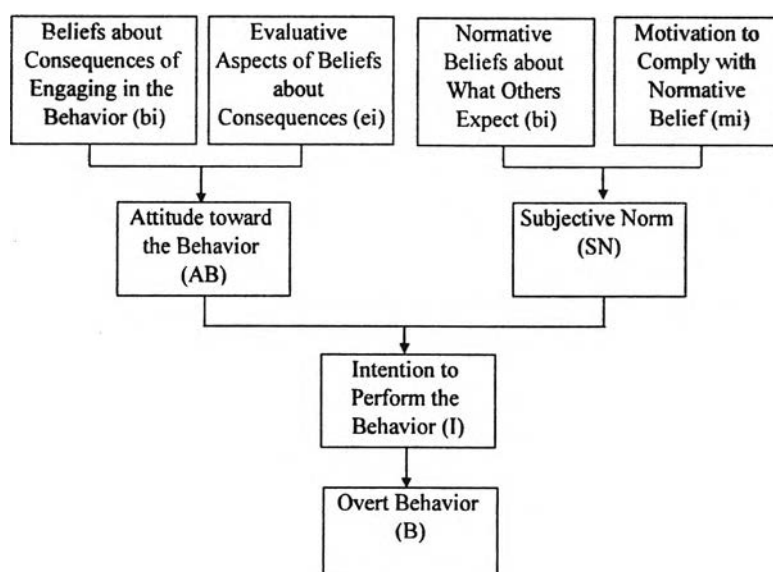 Beliefs about
Consequences of
Engaging in the
Behavior (bi)
Evaluative
Aspects of Beliefs
about
Consequences (ei)
Normative
Beliefs about
What Others
Expect (bi)
Motivation to
Comply with
Normative
Belief (mi)
Attitude toward
the Behavior
(AB)
Subjective Norm
(SN)
Intention to
Perform the
Behavior (I)
Overt Behavior
(B)